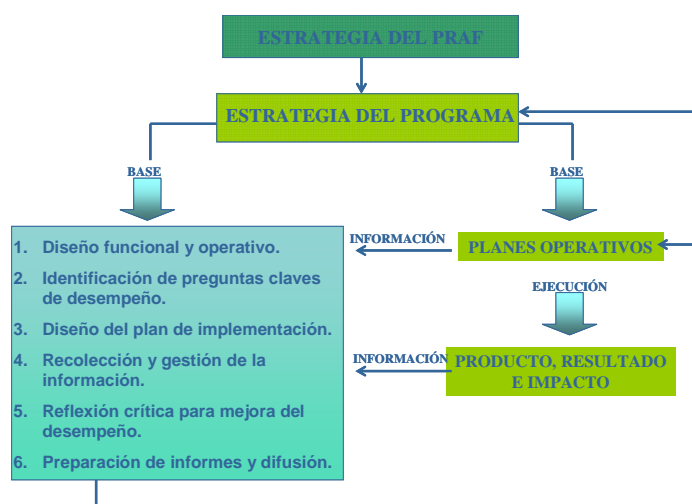 ESTRATEGIA DEL PRAF
ESTRATEGIA DEL PROGRAMA
BASE
BASE
1. Diseño funcional y operativo.
2. Identificación de preguntas claves
de desempeño.
3. Diseño del plan de implementación.
4. Recolección y gestión de la
información.
5. Reflexión crítica para mejora del
desempeño.
6. Preparación de informes y difusión.
INFORMACIÓN
PLANES OPERATIVOS
EJECUCIÓN
INFORMACIÓN
PRODUCTO, RESULTADO
E IMPACTO